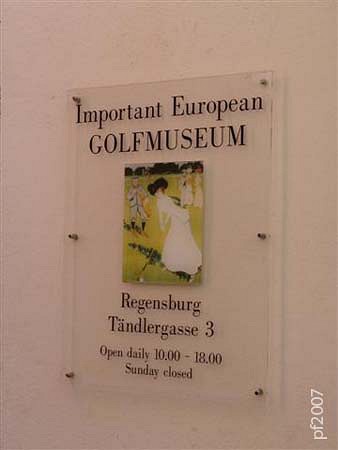 Important European
GOLFMUSEUM
Regensburg
Tändlergasse 3
Open daily 10.00 - 18.00
Sunday closed
pf2007